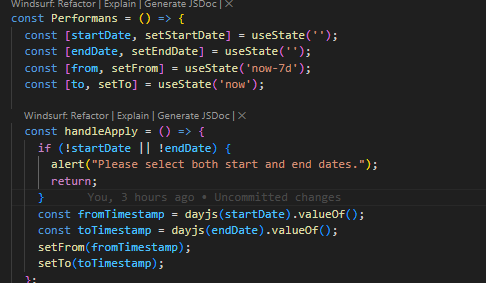 Windsurf: Refactor | Explain | Generate JSDoc | ×
const Performans = () => {
const [startDate, setStartDate] = useState('');
const [endDate, setEndDate] = useState('');
const [from, setFrom] = useState('now-7d');
const [to, setTo] = useState('now');
Windsurf: Refactor | Explain | Generate JSDoc | ×
const handleApply = () => {
if (!startDate || !endDate) {
alert("Please select both start and end dates.");
return;
}    You, 3 hours ago • Uncommitted changes
const fromTimestamp = dayjs(startDate).valueOf();
const toTimestamp = dayjs(endDate).valueOf();
setFrom(fromTimestamp);
setTo(toTimestamp);
};